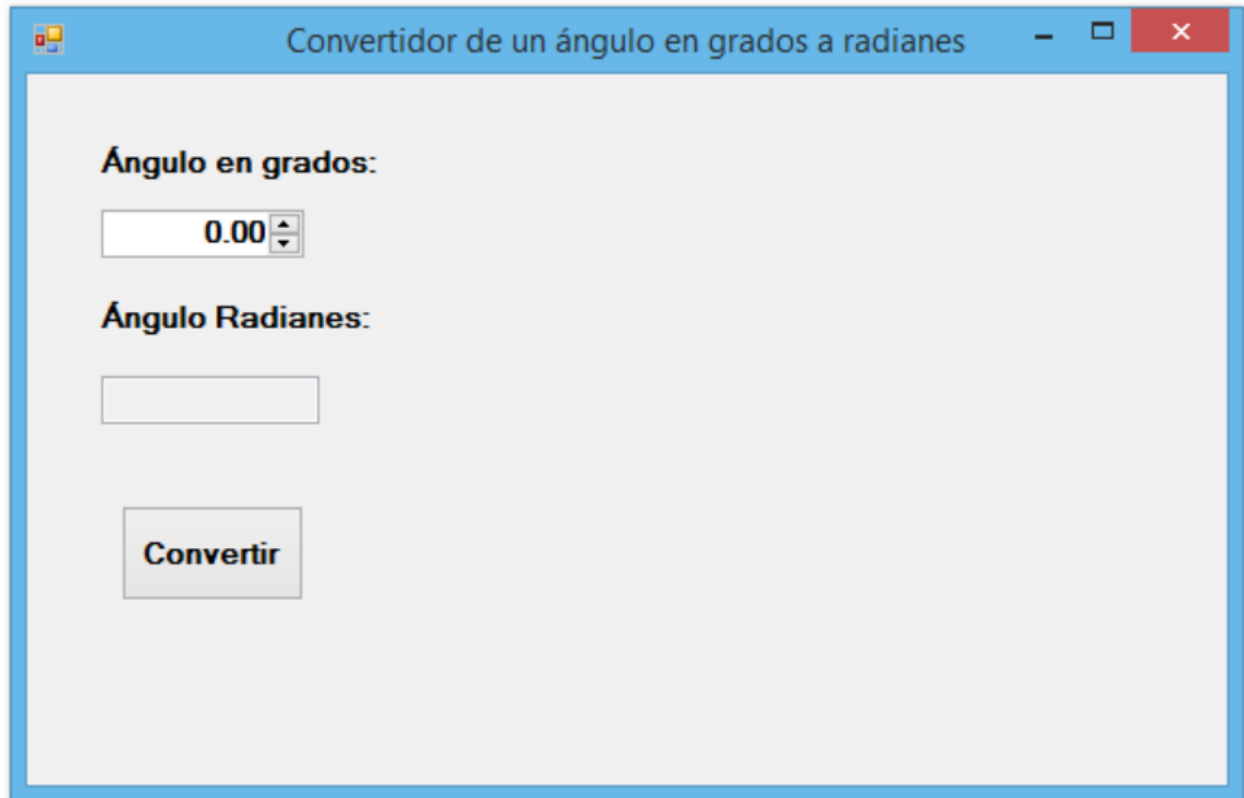 Convertidor de un ángulo en grados a radianes
Ángulo en grados:
0.00
Ángulo Radianes:
Convertir